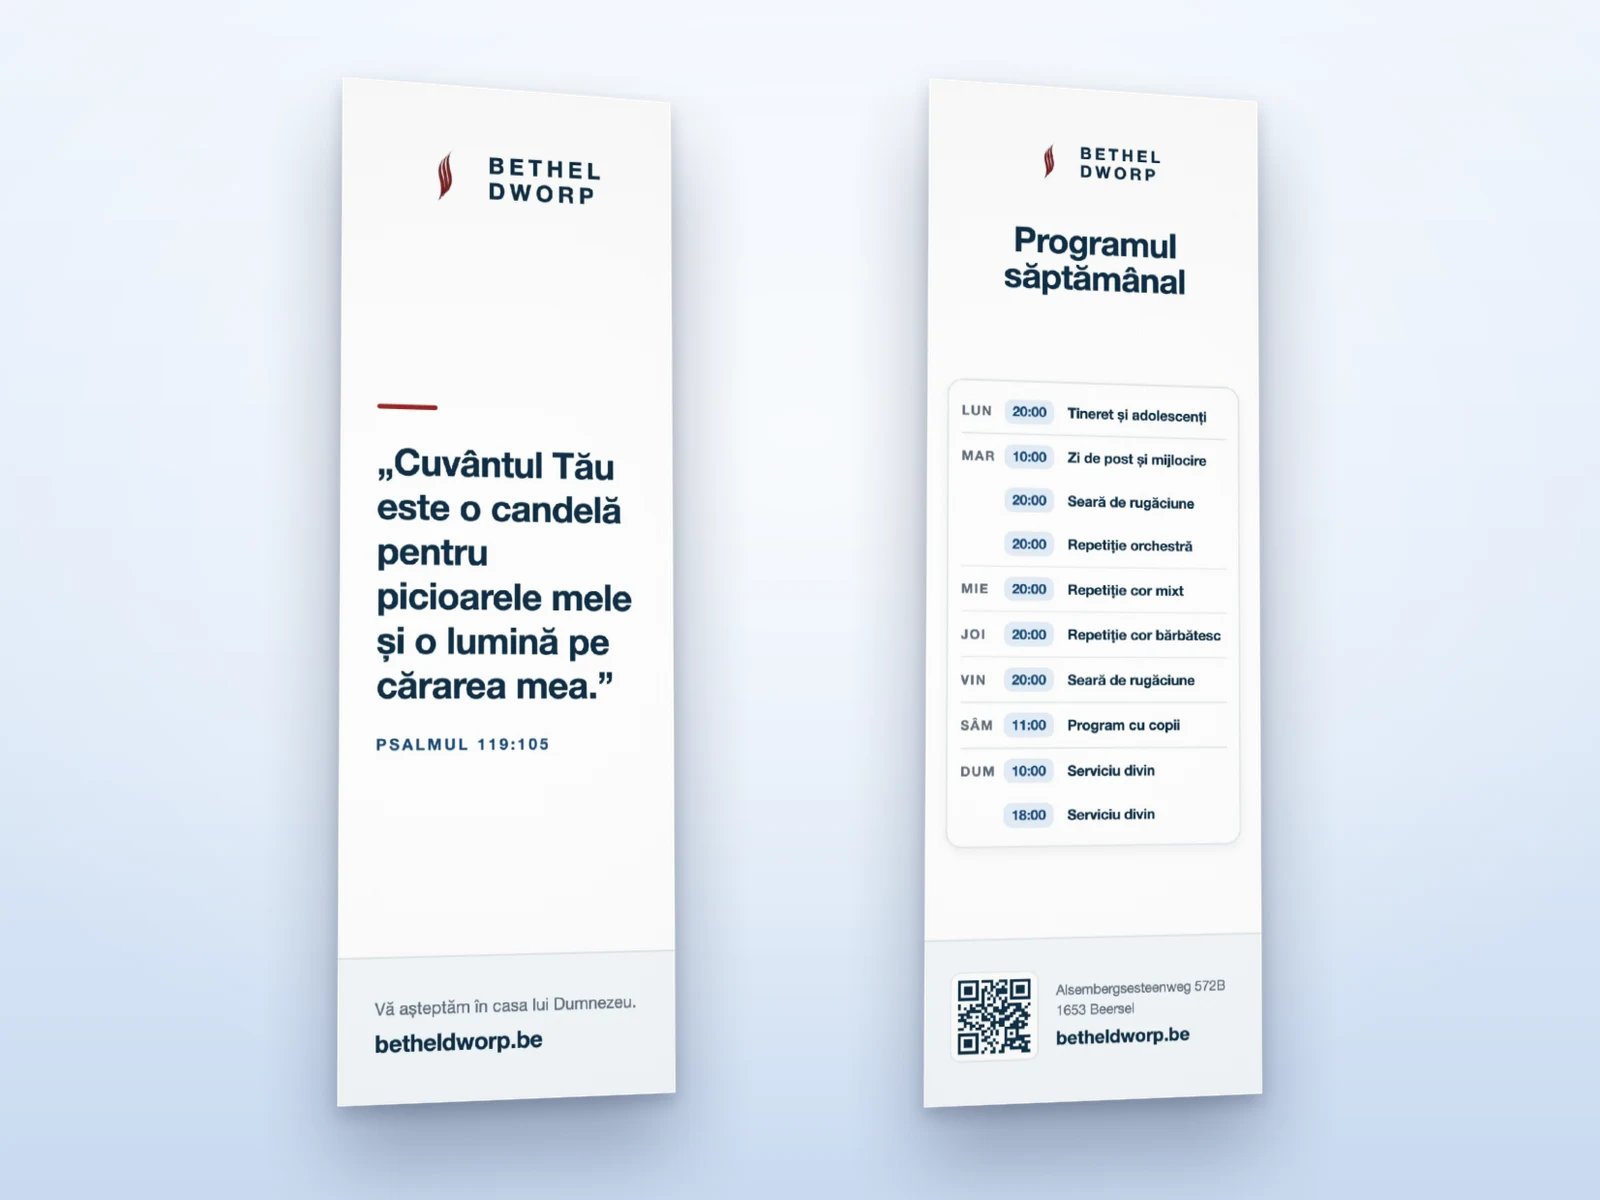 BETHEL
DWORP
„Cuvântul Tău
este o candelă
pentru
picioarele mele
și o lumină pe
cărarea mea.”
PSALMUL 119:105
Vă așteptăm în casa lui Dumnezeu.
betheldworp.be
BETHEL
DWORP
Programul
săptămânal
LUN 20:00 Tineret și adolescenți
MAR 10:00 Zi de post și mijlocire
20:00 Seară de rugăciune
20:00 Repetiție orchestră
MIE 20:00 Repetiție cor mixt
JOI 20:00 Repetiție cor bărbătesc
VIN 20:00 Seară de rugăciune
SÂM 11:00 Program cu copii
DUM 10:00 Serviciu divin
18:00 Serviciu divin
Alsembergsesteenweg 572B
1653 Beersel
betheldworp.be